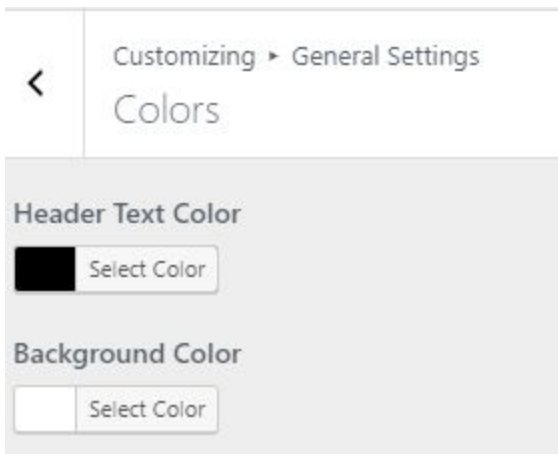 Customizing ▸ General Settings
Colors
Header Text Color
Select Color
Background Color
Select Color